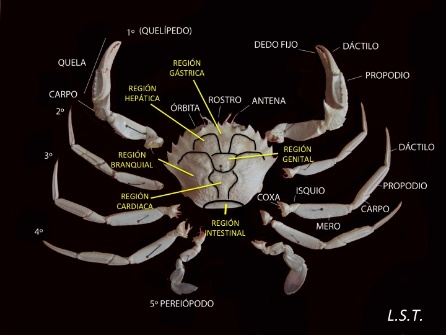 1º (QUELÍPEDO)
DEDO FIJO
DÁCTILO
QUELA
REGIÓN
GÁSTRICA
PROPODIO
CARPO
REGIÓN
HEPÁTICA
ÓRBITA
ROSTRO
ANTENA
2º
3º
4º
REGIÓN
BRANQUIAL
REGIÓN
GENITAL
DÁCTILO
REGIÓN
CARDIACA
COXA
ISQUIO
PROPODIO
CARPO
MERO
REGIÓN
INTESTINAL
5º PEREIÓPODO
L.S.T.